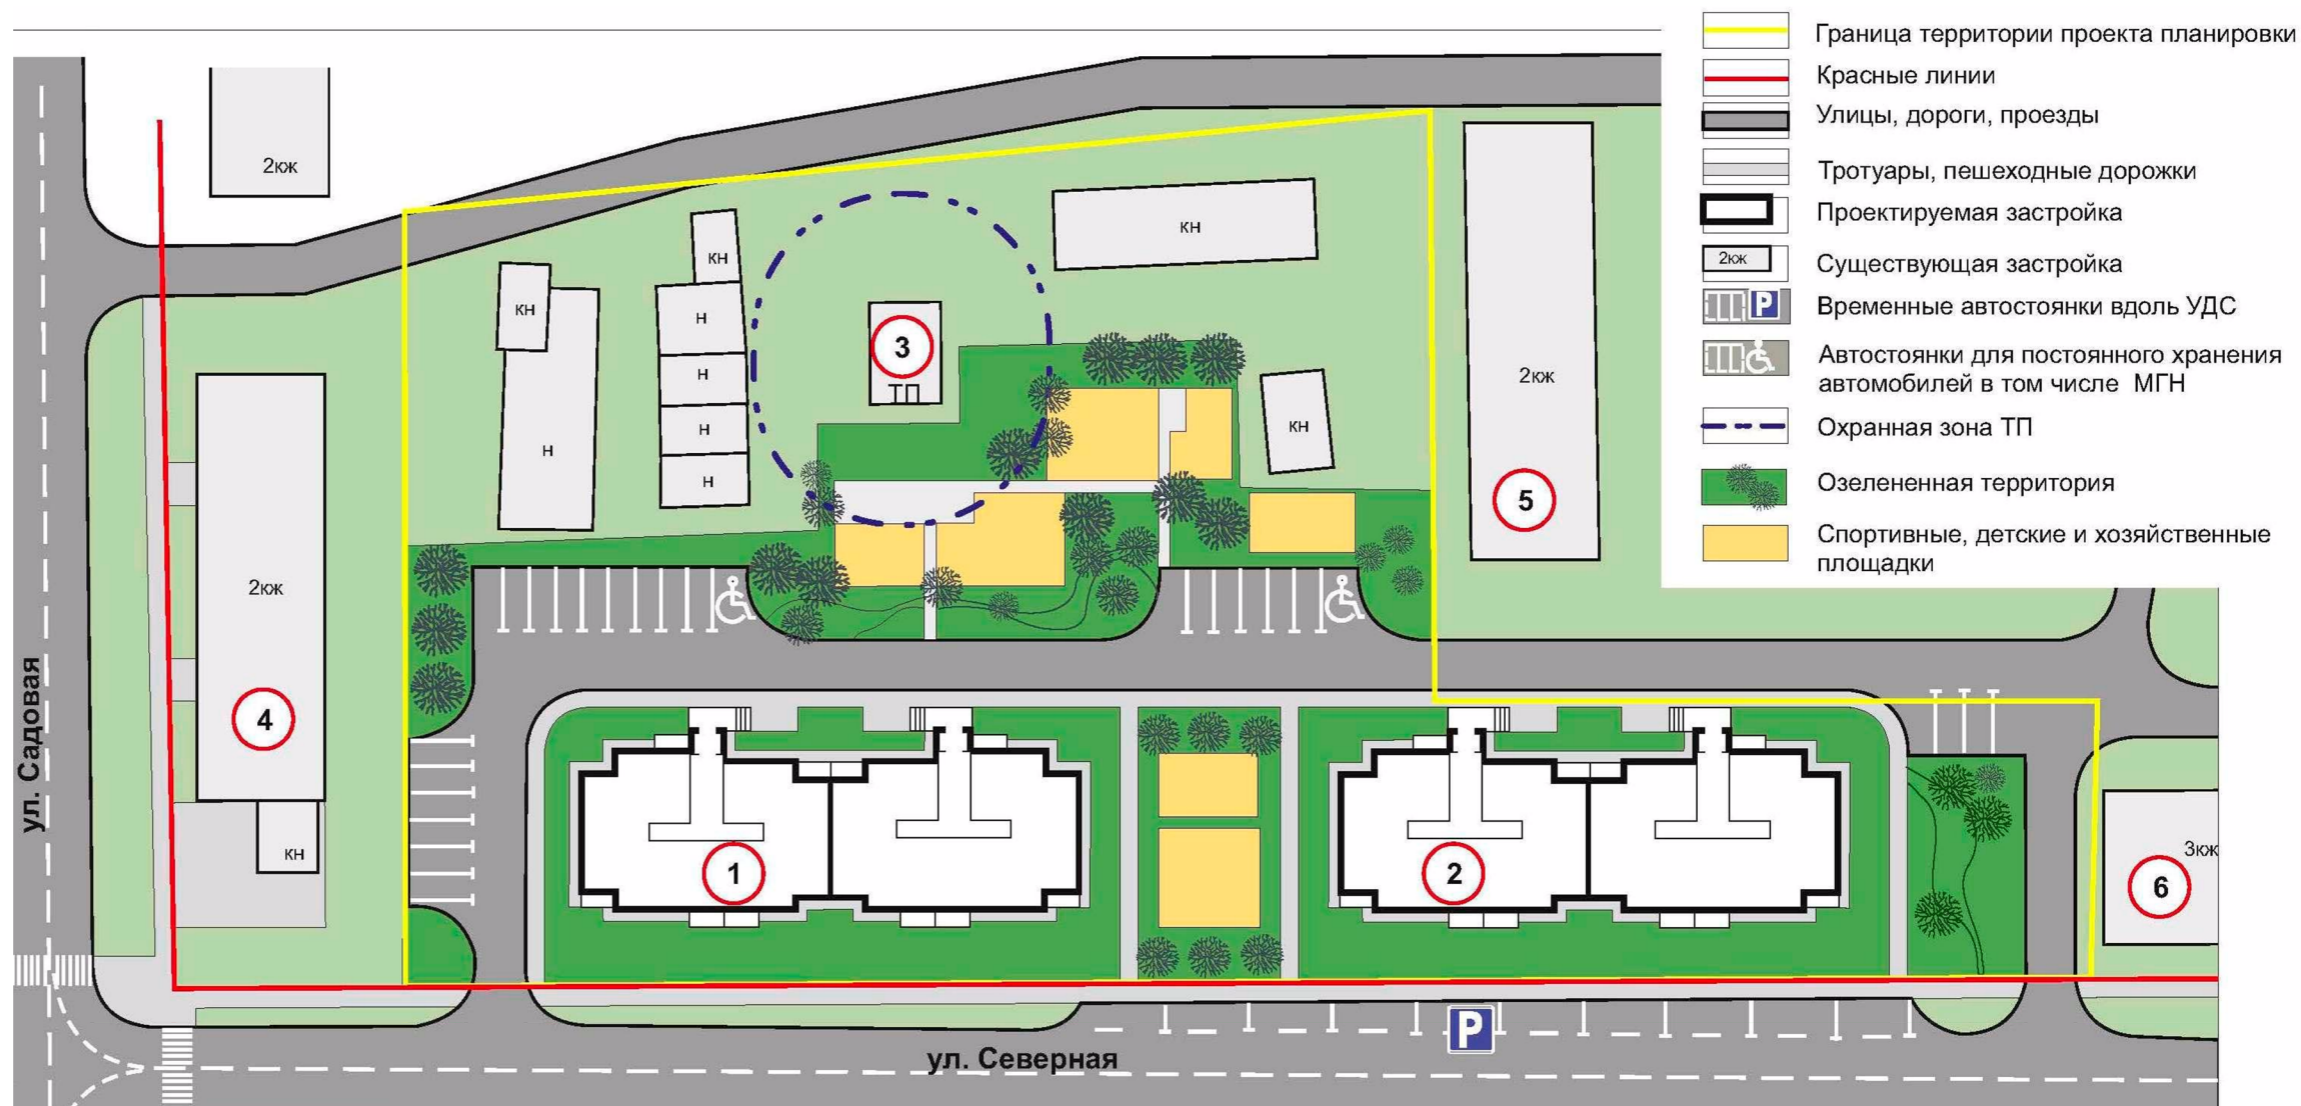 Граница территории проекта планировки
Красные линии
Улицы, дороги, проезды
Тротуары, пешеходные дорожки
Проектируемая застройка
2кж
Существующая застройка
P
Временные автостоянки вдоль УДС
Автостоянки для постоянного хранения
автомобилей в том числе МГН
Охранная зона ТП
Озелененная территория
Спортивные, детские и хозяйственные
площадки
2кж
кн
кн
кн
н
н
н
н
н
3
ТП
кн
2кж
5
2кж
4
кн
ул. Садовая
1
2
3кж
6
P
ул. Северная